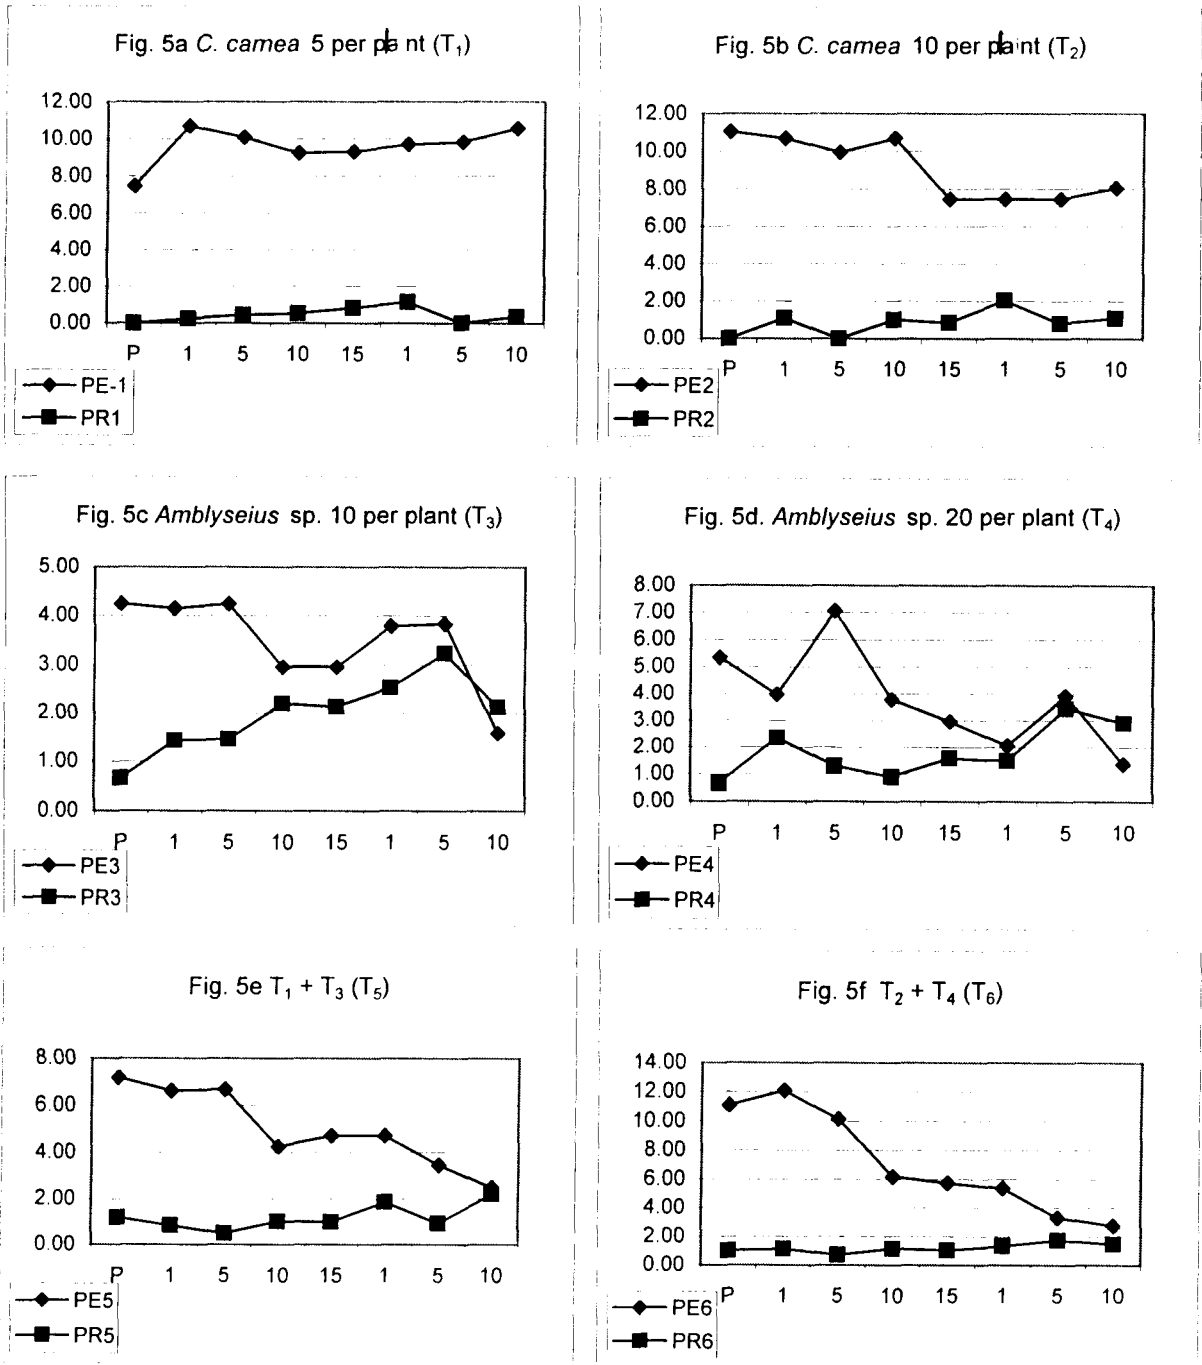 Fig. 5a C. camea 5 per plant (T₁)
12.00
10.00
8.00
6.00
4.00
2.00
0.00
P 1 5 10 15 1 5 10
PE-1
PR1
Fig. 5b C. camea 10 per plaint (T₂)
12.00
10.00
8.00
6.00
4.00
2.00
0.00
P 1 5 10 15 1 5 10
PE2
PR2
Fig. 5c Amblyseius sp. 10 per plant (T₃)
5.00
4.00
3.00
2.00
1.00
0.00
P 1 5 10 15 1 5 10
PE3
PR3
Fig. 5d. Amblyseius sp. 20 per plant (T₄)
8.00
7.00
6.00
5.00
4.00
3.00
2.00
1.00
0.00
P 1 5 10 15 1 5 10
PE4
PR4
Fig. 5e T₁ + T₃ (T₅)
8.00
6.00
4.00
2.00
0.00
P 1 5 10 15 1 5 10
PE5
PR5
Fig. 5f T₂ + T₄ (T₆)
14.00
12.00
10.00
8.00
6.00
4.00
2.00
0.00
P 1 5 10 15 1 5 10
PE6
PR6